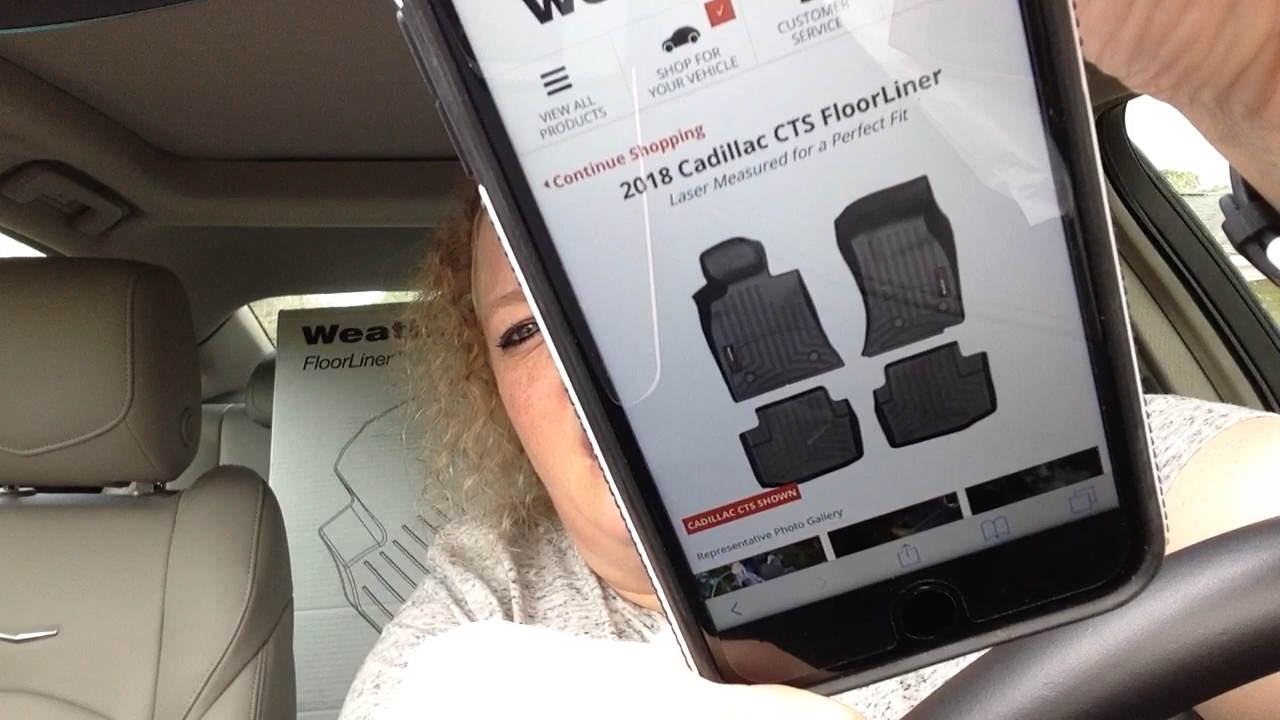 SHOP FOR
YOUR VEHICLE
CUSTOMER
SERVICE
VIEW ALL
PRODUCTS
Continue Shopping
2018 Cadillac CTS FloorLiner
Laser Measured for a Perfect Fit
CADILLAC CTS SHOWN
Representative Photo Gallery
FloorLiner